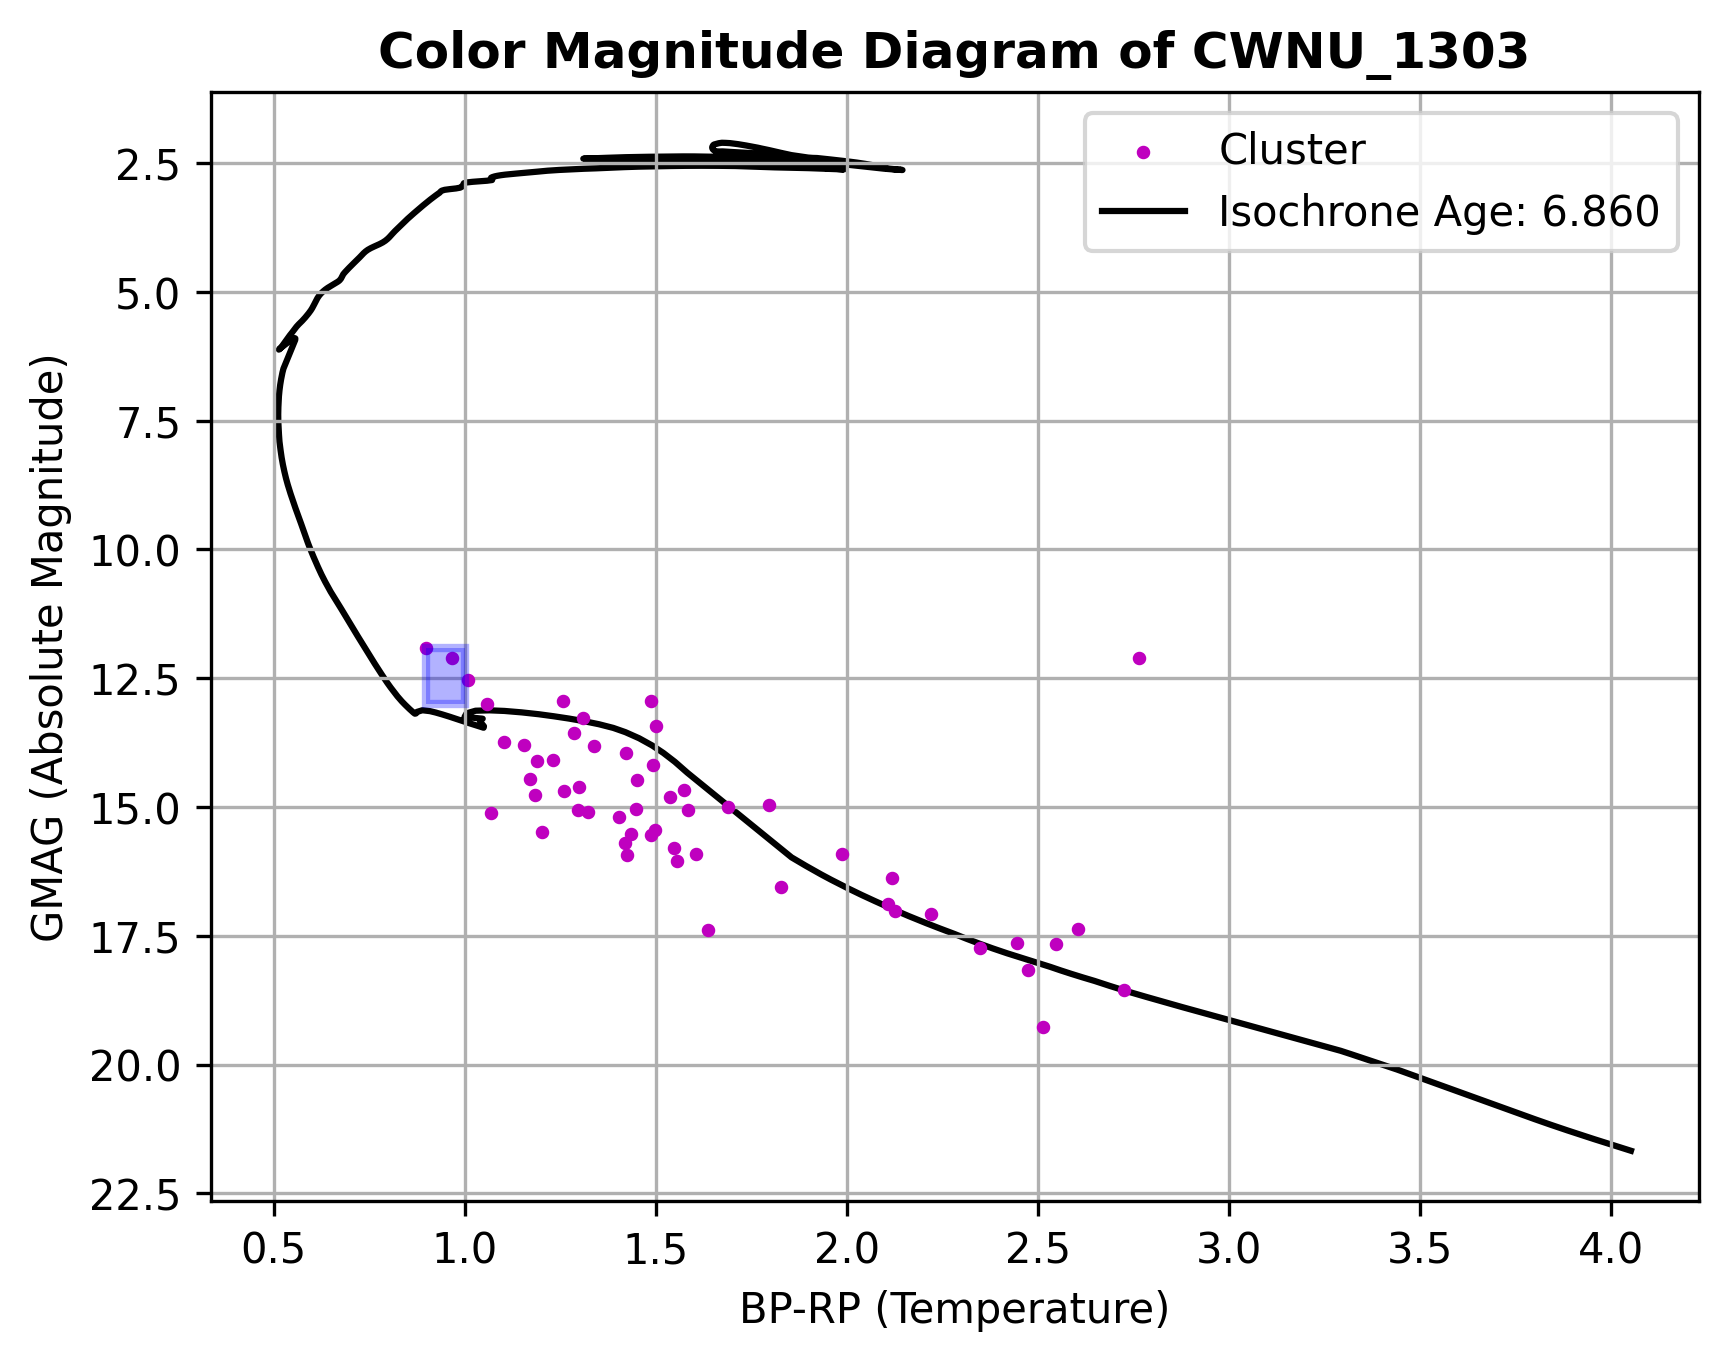 Color Magnitude Diagram of CWNU_1303
Cluster
Isochrone Age: 6.860
GMAG (Absolute Magnitude)
2.5
5.0
7.5
10.0
12.5
15.0
17.5
20.0
22.5
0.5 1.0 1.5 2.0 2.5 3.0 3.5 4.0
BP-RP (Temperature)